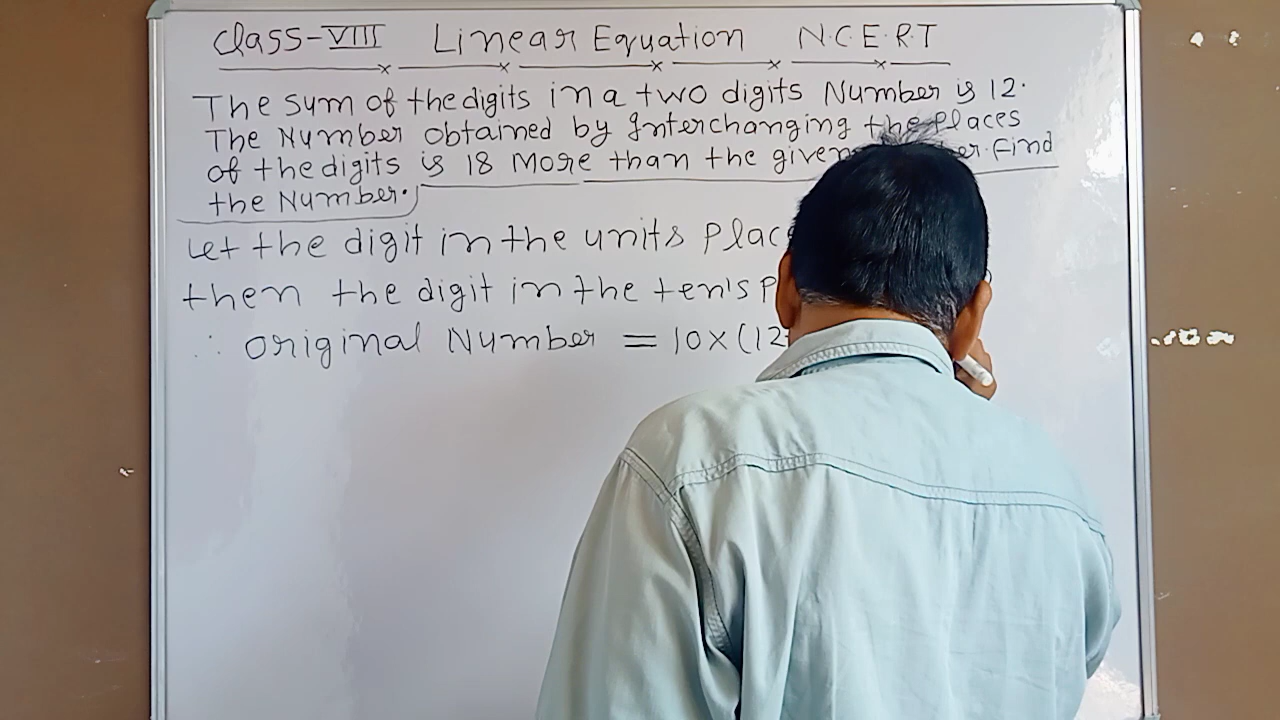 Class-VIII Linear Equation N.C.E.R.T
The sum of the digits in a two digits Number is 12.
The Number obtained by Interchanging the Places
of the digits is 18 More than the given Find
the Number.
Let the digit in the units Place
then the digit in the ten's
∴ original Number = 10×(12